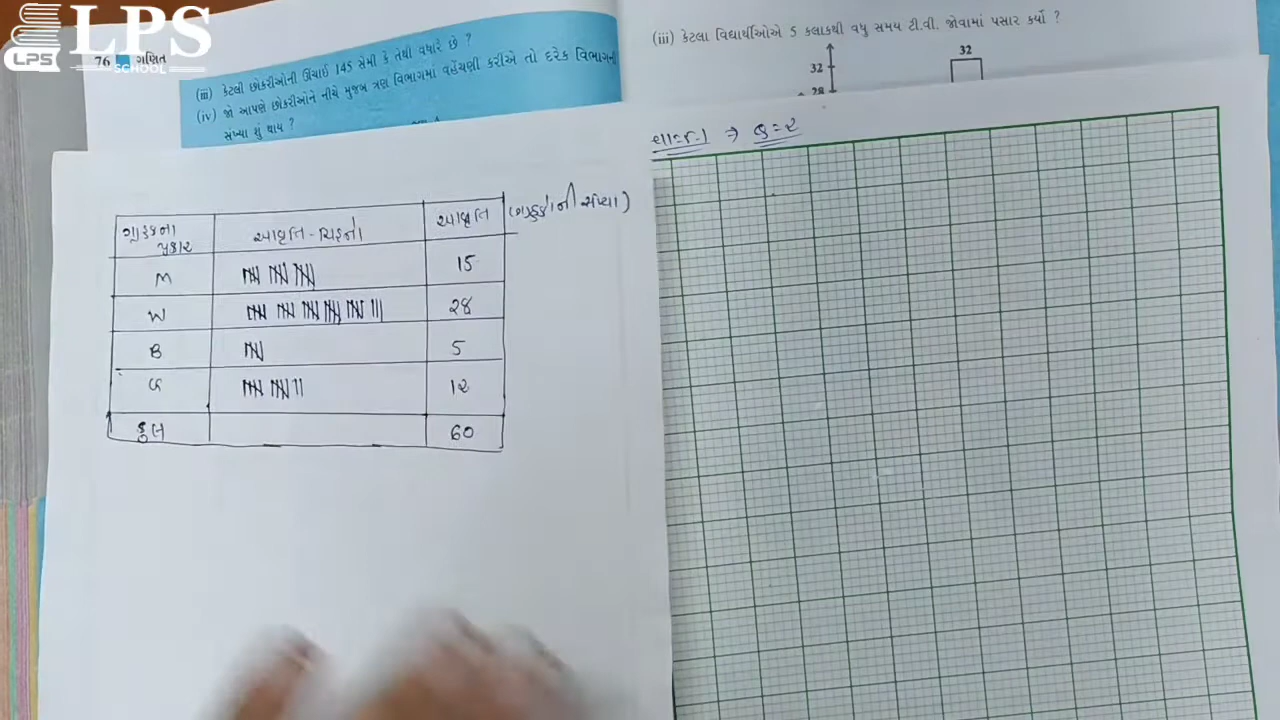 LPS
LPS
SCHOOL
76 ગણિત
(iii) કેટલી છોકરીઓની ઊંચાઈ 145 સેમી કે તેથી વધારે છે ?
(iv) જો આપણે છોકરીઓને નીચે મુજબ ત્રણ વિભાગમાં વહેંચણી કરીએ તો દરેક વિભાગની
સંખ્યા શું થાય ?
(iii) કેટલા વિદ્યાર્થીઓએ 5 કલાકથી વધુ સમય ટી.વી. જોવામાં પસાર કર્યો ?
32
32
28
ગ્રાહકના પ્રકાર આવૃત્તિ-ચિહ્નો આવૃત્તિ (ગ્રાહકોની સંખ્યા)
M 15
W 28
B 5
G 12
કુલ 60